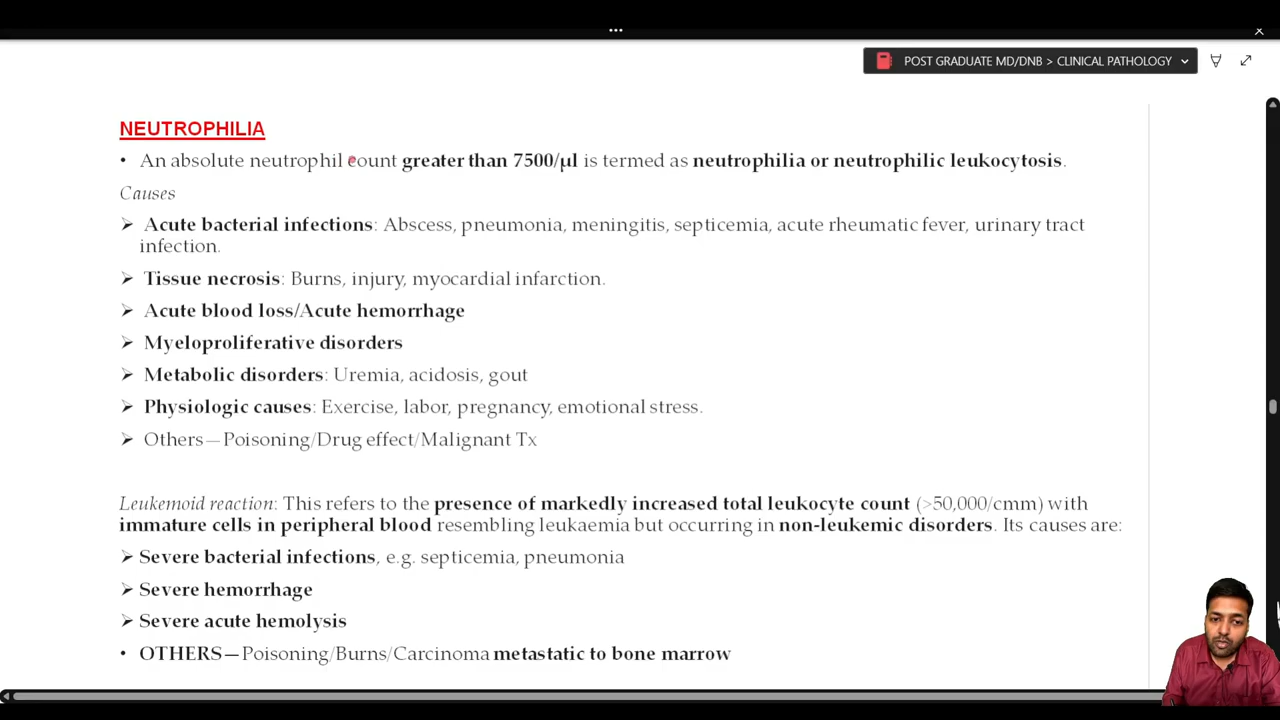 POST GRADUATE MD/DNB > CLINICAL PATHOLOGY
NEUTROPHILIA
• An absolute neutrophil count greater than 7500/µl is termed as neutrophilia or neutrophilic leukocytosis.
Causes
➢ Acute bacterial infections: Abscess, pneumonia, meningitis, septicemia, acute rheumatic fever, urinary tract
infection.
➢ Tissue necrosis: Burns, injury, myocardial infarction.
➢ Acute blood loss/Acute hemorrhage
➢ Myeloproliferative disorders
➢ Metabolic disorders: Uremia, acidosis, gout
➢ Physiologic causes: Exercise, labor, pregnancy, emotional stress.
➢ Others—Poisoning/Drug effect/Malignant Tx
Leukemoid reaction: This refers to the presence of markedly increased total leukocyte count (>50,000/cmm) with
immature cells in peripheral blood resembling leukaemia but occurring in non-leukemic disorders. Its causes are:
➢ Severe bacterial infections, e.g. septicemia, pneumonia
➢ Severe hemorrhage
➢ Severe acute hemolysis
• OTHERS—Poisoning/Burns/Carcinoma metastatic to bone marrow